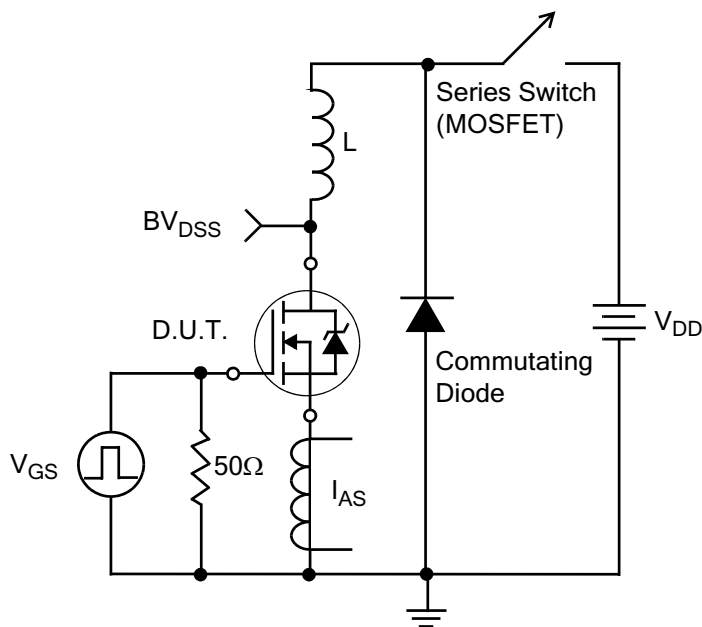 Series Switch
(MOSFET)
L
BVDSS
D.U.T.
VDD
Commutating
Diode
VGS
50Ω
IAS